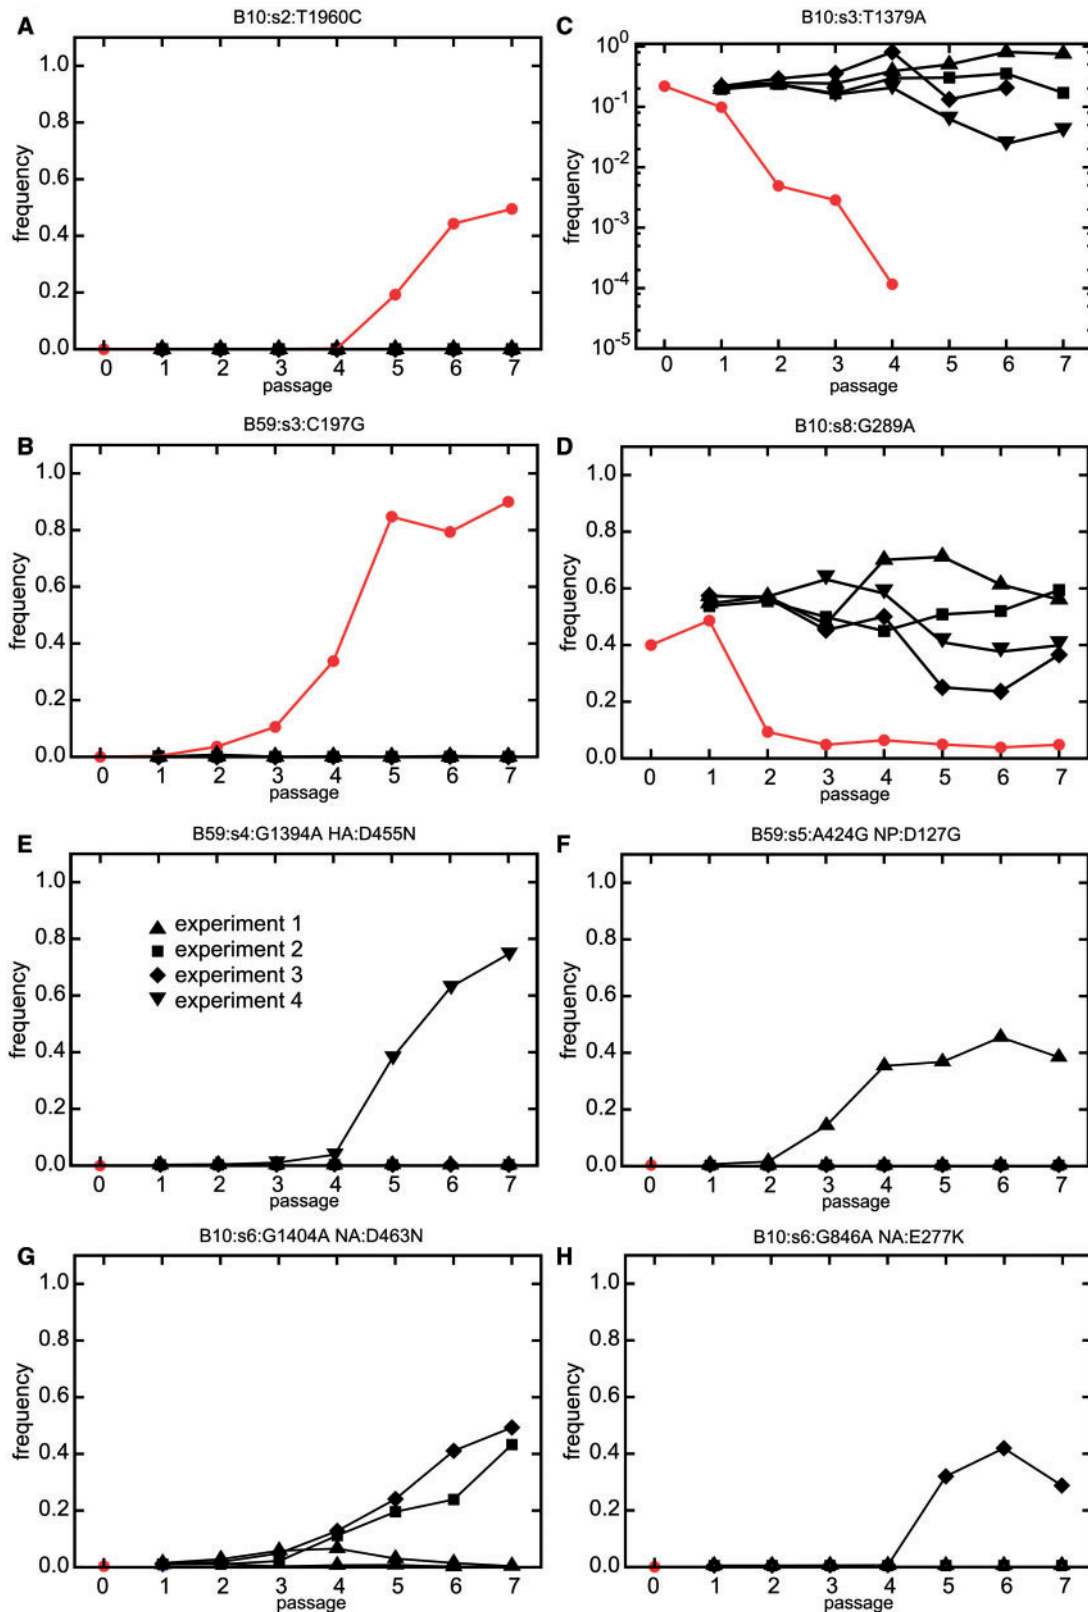 A
B10:s2:T1960C
1.0
0.8
0.6
0.4
0.2
0.0
frequency
0 1 2 3 4 5 6 7
passage
C
B10:s3:T1379A
10^0
10^-1
10^-2
10^-3
10^-4
10^-5
frequency
0 1 2 3 4 5 6 7
passage
B
B59:s3:C197G
1.0
0.8
0.6
0.4
0.2
0.0
frequency
0 1 2 3 4 5 6 7
passage
D
B10:s8:G289A
1.0
0.8
0.6
0.4
0.2
0.0
frequency
0 1 2 3 4 5 6 7
passage
E
B59:s4:G1394A HA:D455N
1.0
0.8
0.6
0.4
0.2
0.0
frequency
experiment 1
experiment 2
experiment 3
experiment 4
0 1 2 3 4 5 6 7
passage
F
B59:s5:A424G NP:D127G
1.0
0.8
0.6
0.4
0.2
0.0
frequency
0 1 2 3 4 5 6 7
passage
G
B10:s6:G1404A NA:D463N
1.0
0.8
0.6
0.4
0.2
0.0
frequency
0 1 2 3 4 5 6 7
passage
H
B10:s6:G846A NA:E277K
1.0
0.8
0.6
0.4
0.2
0.0
frequency
0 1 2 3 4 5 6 7
passage